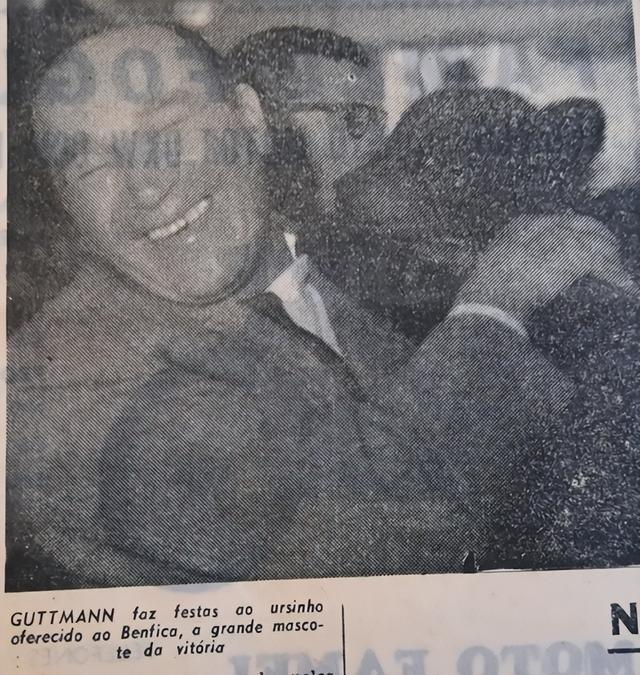 GUTTMANN faz festas ao ursinho
oferecido ao Benfica, a grande masco-
te da vitória
N